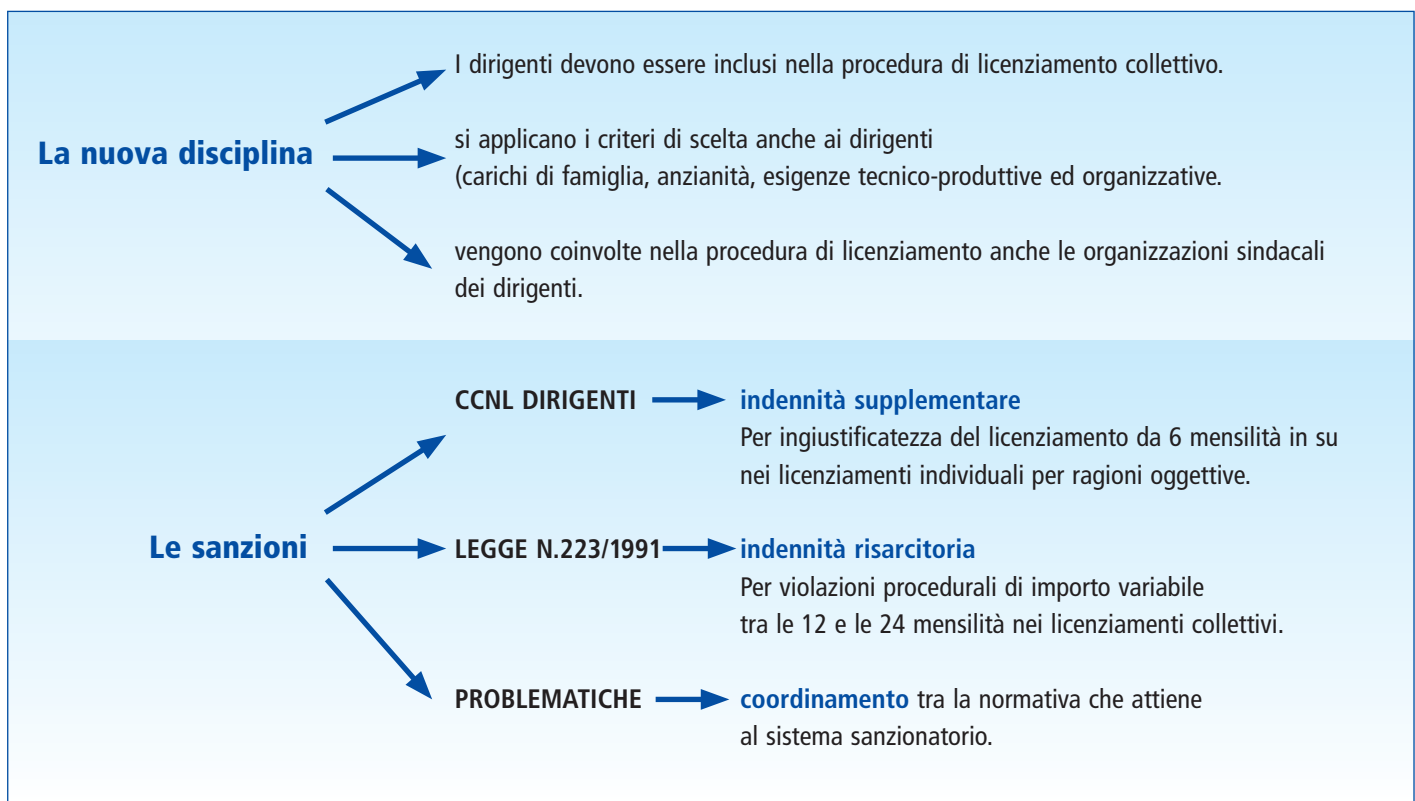 La nuova disciplina
I dirigenti devono essere inclusi nella procedura di licenziamento collettivo.
si applicano i criteri di scelta anche ai dirigenti
(carichi di famiglia, anzianità, esigenze tecnico-produttive ed organizzative.
vengono coinvolte nella procedura di licenziamento anche le organizzazioni sindacali
dei dirigenti.
Le sanzioni
CCNL DIRIGENTI
indennità supplementare
Per ingiustificatezza del licenziamento da 6 mensilità in su
nei licenziamenti individuali per ragioni oggettive.
LEGGE N.223/1991
indennità risarcitoria
Per violazioni procedurali di importo variabile
tra le 12 e le 24 mensilità nei licenziamenti collettivi.
PROBLEMATICHE
coordinamento tra la normativa che attiene
al sistema sanzionatorio.